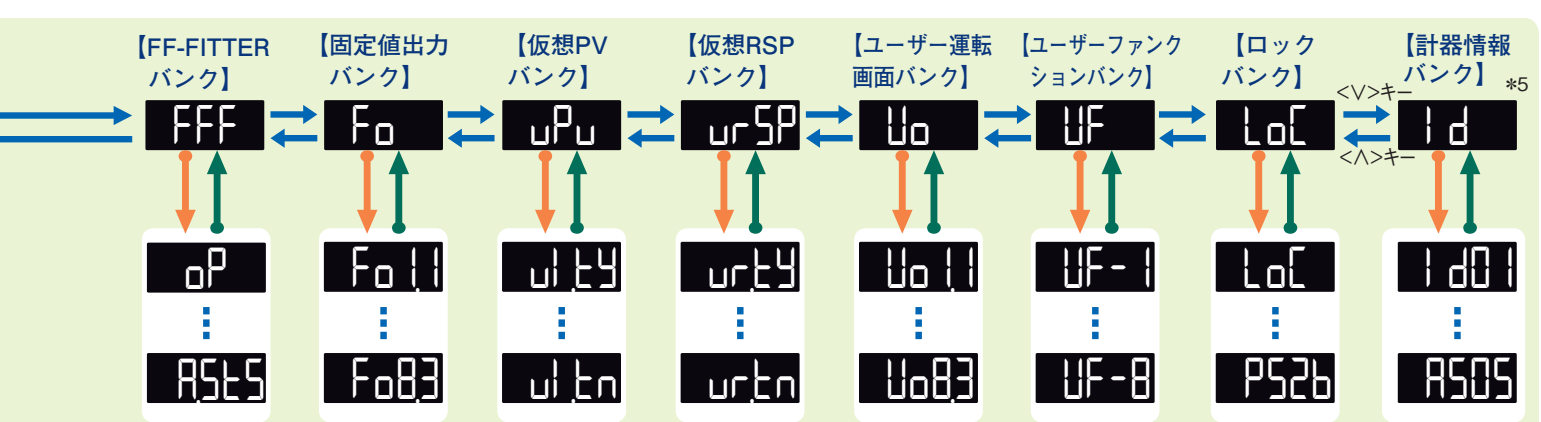 【FF-FITTER
バンク】
【固定値出力
バンク】
【仮想PV
バンク】
【仮想RSP
バンク】
【ユーザー運転
画面バンク】
【ユーザーファンク
ションバンク】
【ロック
バンク】
【計器情報
バンク】
*5
<∨>キー
<∧>キー
FFF
Fo
uPu
urSP
Uo
UF
LoC
Id
oP
Fo1.1
uI.tY
ur.tY
Uo1.1
UF-1
LoC
Id01
A.StS
Fo8.3
uI.tn
ur.tn
Uo8.3
UF-8
PS2b
AS05